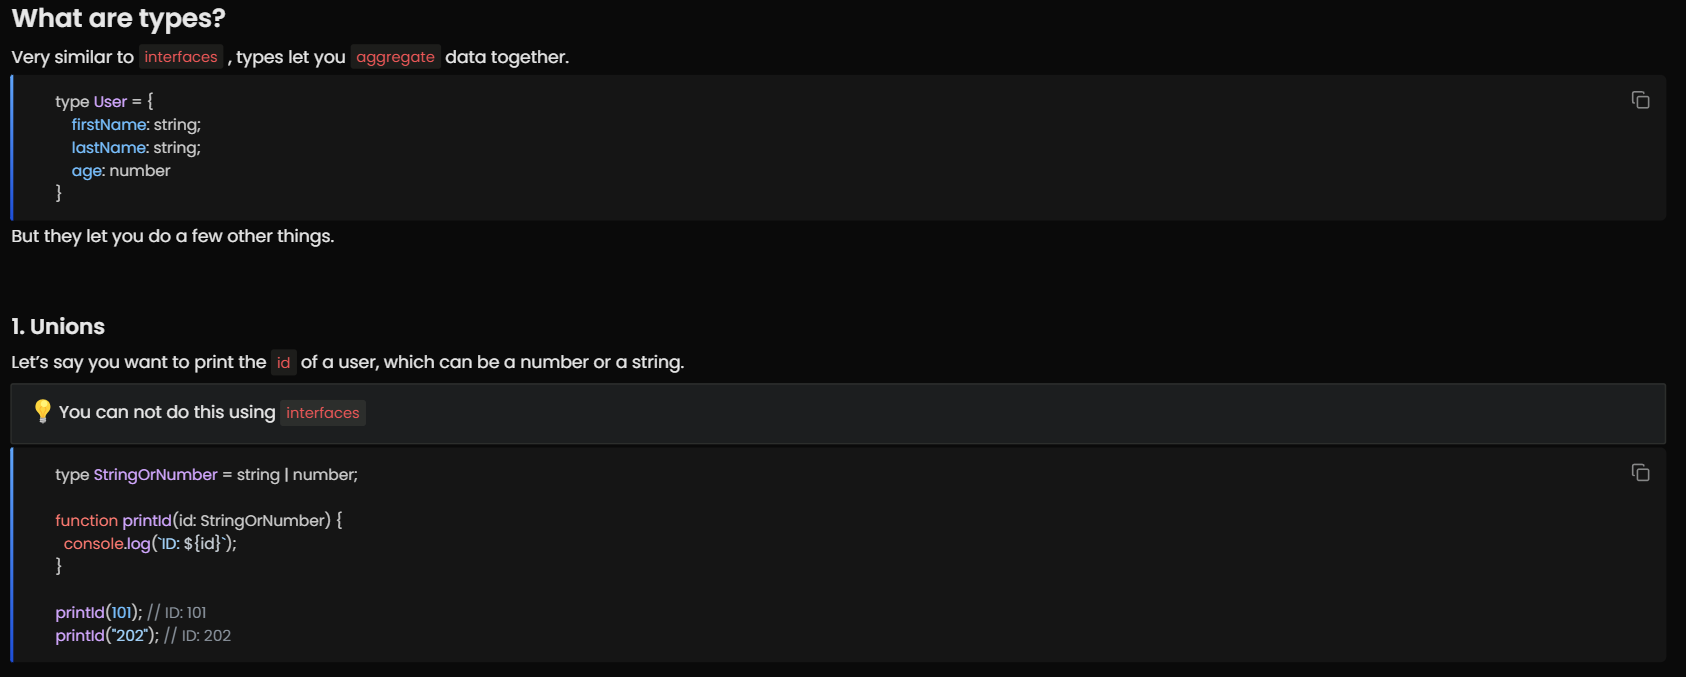 What are types?
Very similar to interfaces , types let you aggregate data together.
type User = {
    firstName: string;
    lastName: string;
    age: number
}
But they let you do a few other things.
1. Unions
Let's say you want to print the id of a user, which can be a number or a string.
💡 You can not do this using interfaces
type StringOrNumber = string | number;
function printId(id: StringOrNumber) {
  console.log(`ID: ${id}`);
}
printId(101); // ID: 101
printId("202"); // ID: 202